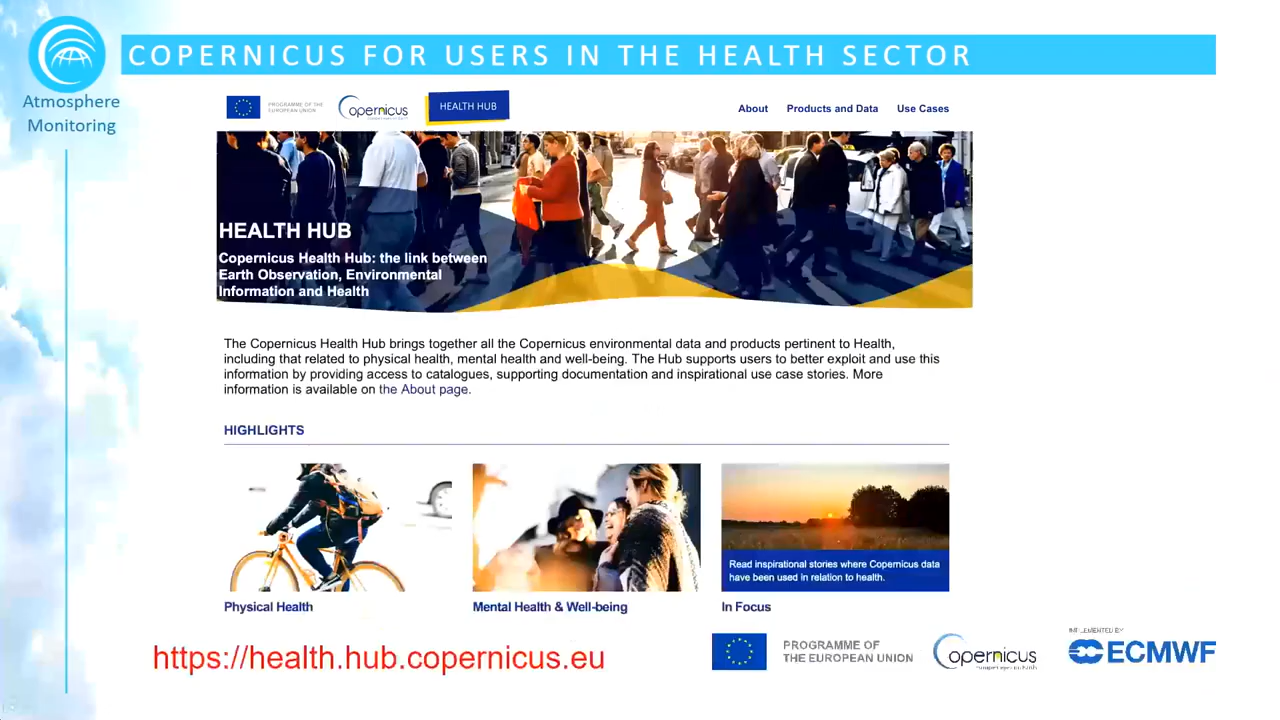 COPERNICUS FOR USERS IN THE HEALTH SECTOR
Atmosphere
Monitoring
PROGRAMME OF THE
EUROPEAN UNION
opernicus
HEALTH HUB
About
Products and Data
Use Cases
HEALTH HUB
Copernicus Health Hub: the link between
Earth Observation, Environmental
Information and Health
The Copernicus Health Hub brings together all the Copernicus environmental data and products pertinent to Health,
including that related to physical health, mental health and well-being. The Hub supports users to better exploit and use this
information by providing access to catalogues, supporting documentation and inspirational use case stories. More
information is available on the About page.
HIGHLIGHTS
Read inspirational stories where Copernicus data
have been used in relation to health.
Physical Health
Mental Health & Well-being
In Focus
https://health.hub.copernicus.eu
PROGRAMME OF
THE EUROPEAN UNION
opernicus
IMPLEMENTED BY
ECMWF